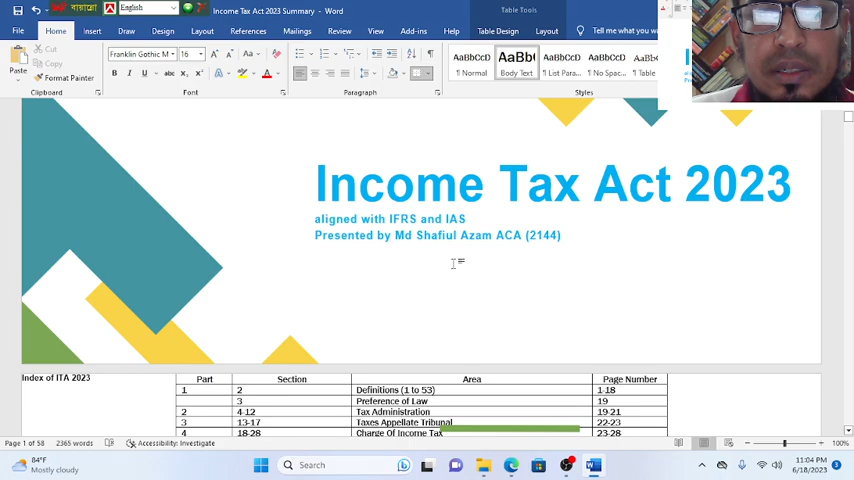 বায়ান্নো
English
Income Tax Act 2023 Summary - Word
Table Tools
File
Home
Insert
Draw
Design
Layout
References
Mailings
Review
View
Add-ins
Help
Table Design
Layout
Tell me what you
Paste
Cut
Copy
Format Painter
Clipboard
Franklin Gothic M
16
Font
Paragraph
AaBbCcC
¶ Normal
AaBbC
Body Text
AaBbCcC
¶ List Para...
AaBbCcC
¶ No Spac...
AaBbCcC
¶ Table
Styles
Income Tax Act 2023
aligned with IFRS and IAS
Presented by Md Shafiul Azam ACA (2144)
Index of ITA 2023
Part Section Area Page Number
1 2 Definitions (1 to 53) 1-18
3 Preference of Law 19
2 4-12 Tax Administration 19-21
3 13-17 Taxes Appellate Tribunal 22-23
4 18-28 Charge Of Income Tax 23-28
Page 1 of 58 2365 words Accessibility: Investigate
100%
84°F
Mostly cloudy
Search
11:04 PM
6/18/2023